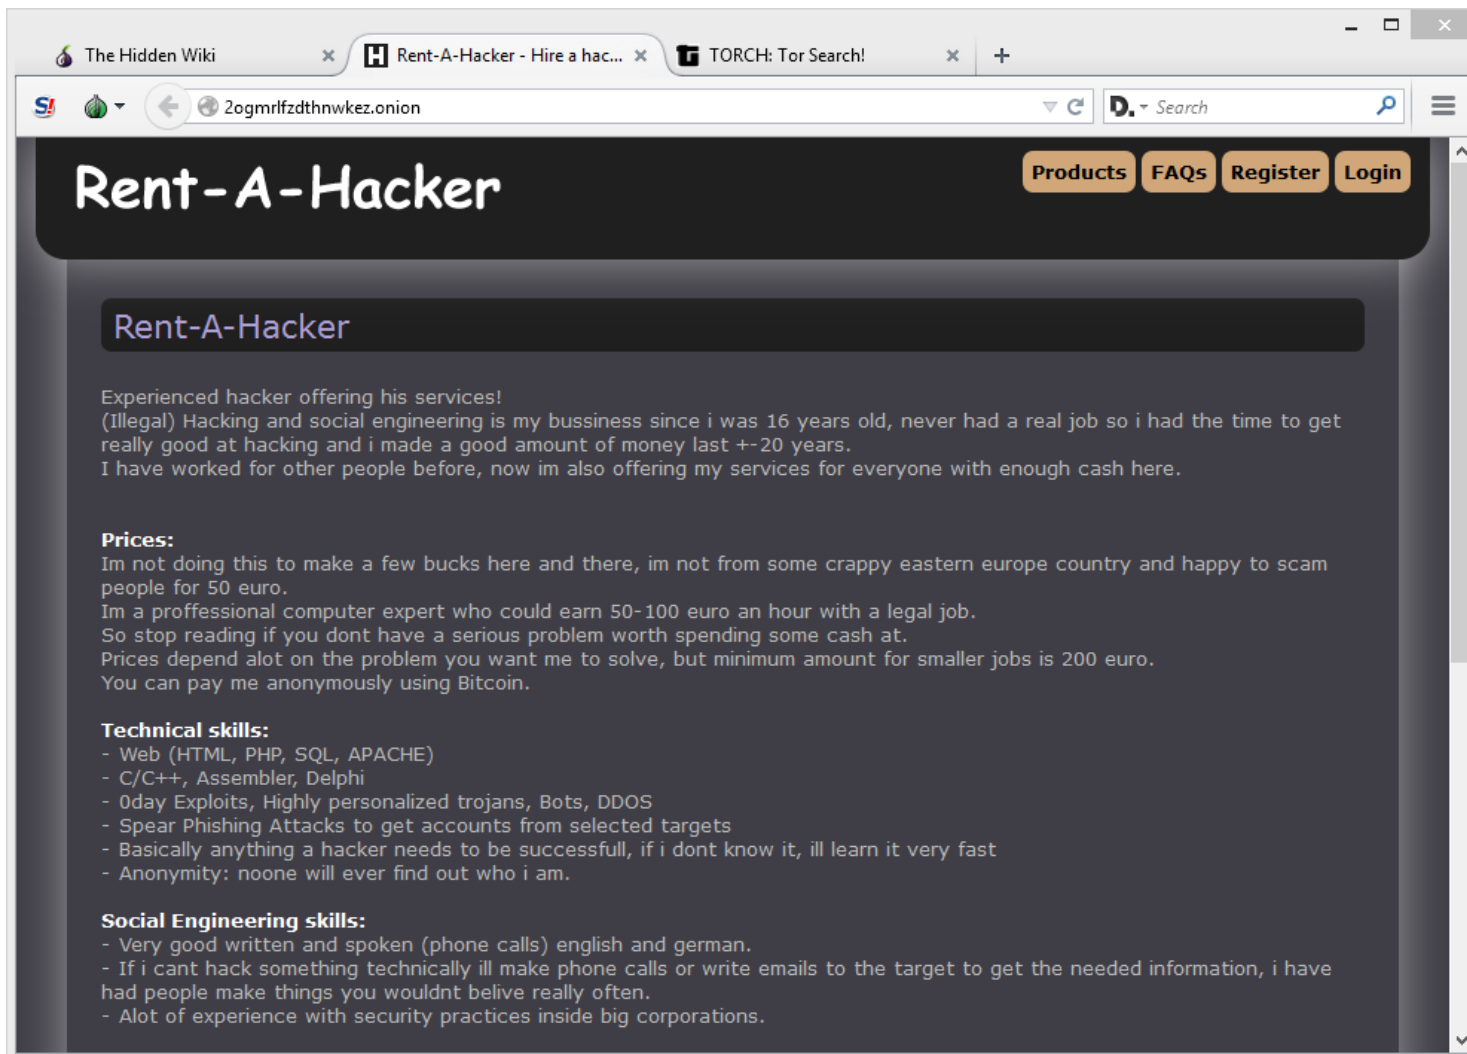 The Hidden Wiki
Rent-A-Hacker - Hire a hac...
TORCH: Tor Search!
2ogmrlfzdthnwkez.onion
Search
Rent-A-Hacker
Products FAQs Register Login
Rent-A-Hacker
Experienced hacker offering his services!
(Illegal) Hacking and social engineering is my bussiness since i was 16 years old, never had a real job so i had the time to get
really good at hacking and i made a good amount of money last +-20 years.
I have worked for other people before, now im also offering my services for everyone with enough cash here.
Prices:
Im not doing this to make a few bucks here and there, im not from some crappy eastern europe country and happy to scam
people for 50 euro.
Im a proffessional computer expert who could earn 50-100 euro an hour with a legal job.
So stop reading if you dont have a serious problem worth spending some cash at.
Prices depend alot on the problem you want me to solve, but minimum amount for smaller jobs is 200 euro.
You can pay me anonymously using Bitcoin.
Technical skills:
- Web (HTML, PHP, SQL, APACHE)
- C/C++, Assembler, Delphi
- 0day Exploits, Highly personalized trojans, Bots, DDOS
- Spear Phishing Attacks to get accounts from selected targets
- Basically anything a hacker needs to be successfull, if i dont know it, ill learn it very fast
- Anonymity: noone will ever find out who i am.
Social Engineering skills:
- Very good written and spoken (phone calls) english and german.
- If i cant hack something technically ill make phone calls or write emails to the target to get the needed information, i have
had people make things you wouldnt belive really often.
- Alot of experience with security practices inside big corporations.